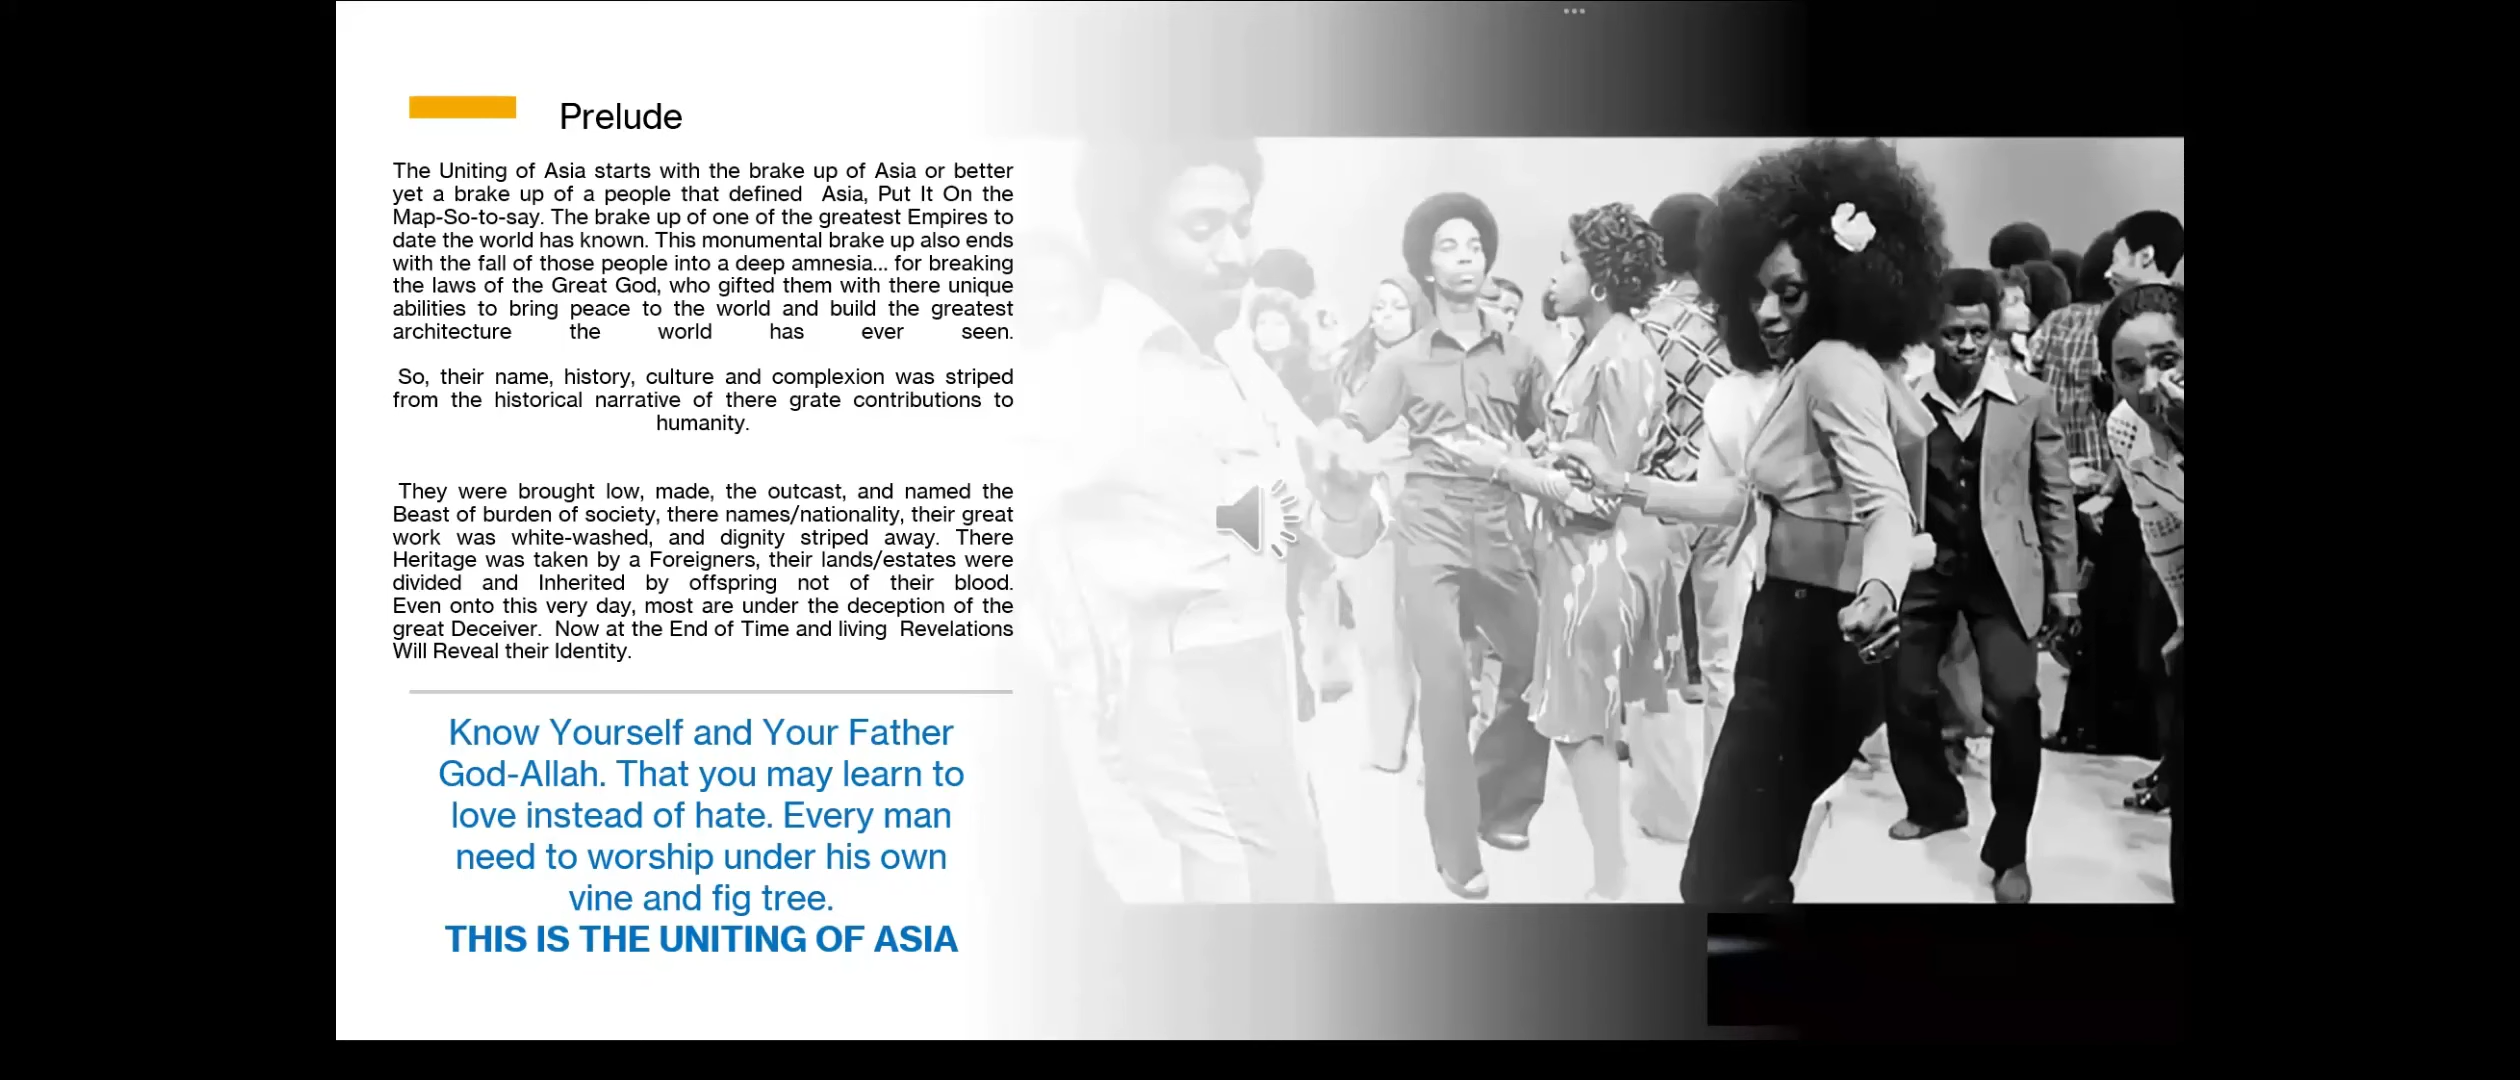 Prelude
The Uniting of Asia starts with the brake up of Asia or better
yet a brake up of a people that defined Asia, Put It On the
Map-So-to-say. The brake up of one of the greatest Empires to
date the world has known. This monumental brake up also ends
with the fall of those people into a deep amnesia... for breaking
the laws of the Great God, who gifted them with there unique
abilities to bring peace to the world and build the greatest
architecture the world has ever seen.
So, their name, history, culture and complexion was striped
from the historical narrative of there grate contributions to
humanity.
They were brought low, made, the outcast, and named the
Beast of burden of society, there names/nationality, their great
work was white-washed, and dignity striped away. There
Heritage was taken by a Foreigners, their lands/estates were
divided and Inherited by offspring not of their blood.
Even onto this very day, most are under the deception of the
great Deceiver. Now at the End of Time and living Revelations
Will Reveal their Identity.
Know Yourself and Your Father
God-Allah. That you may learn to
love instead of hate. Every man
need to worship under his own
vine and fig tree.
THIS IS THE UNITING OF ASIA